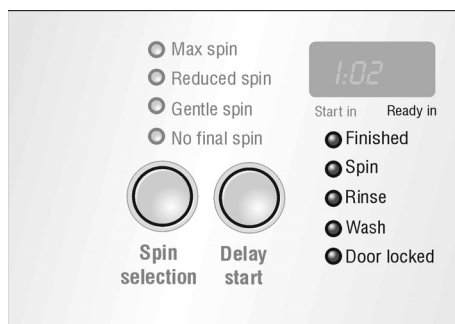 Max spin
Reduced spin
Gentle spin
No final spin
Spin selection
Delay start
1:02
Start in Ready in
Finished
Spin
Rinse
Wash
Door locked